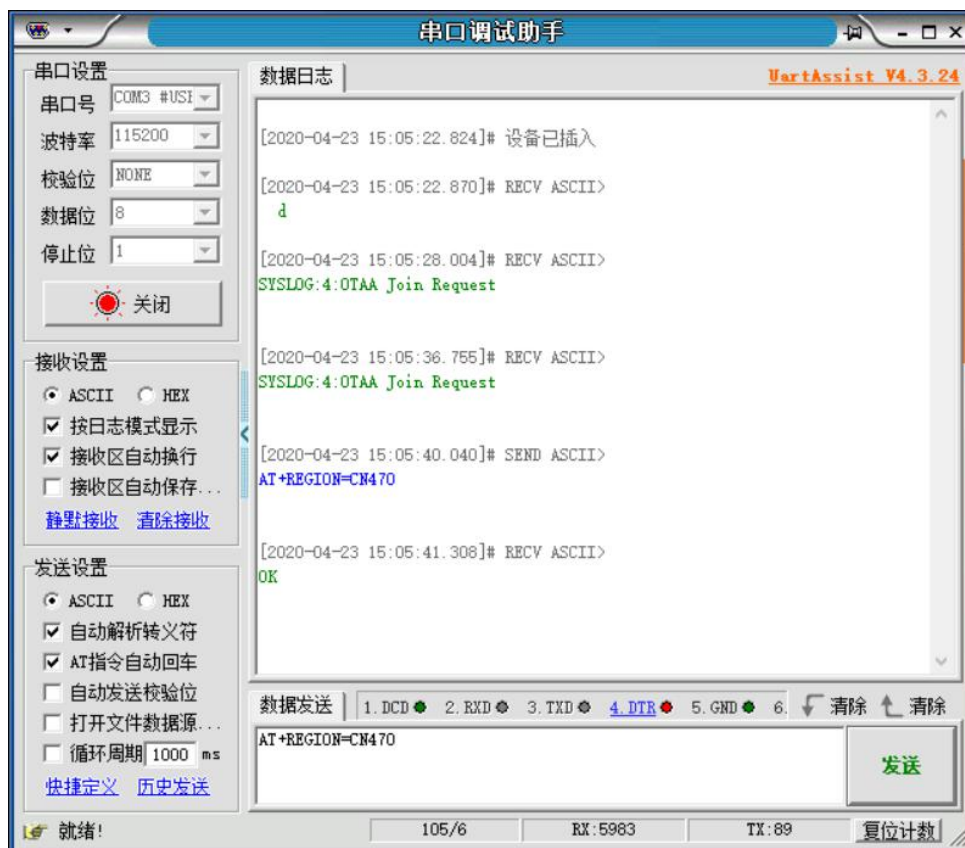 串口调试助手
串口设置
串口号 COM3 #USI
波特率 115200
校验位 NONE
数据位 8
停止位 1
关闭
接收设置
ASCII HEX
按日志模式显示
接收区自动换行
接收区自动保存...
静默接收 清除接收
发送设置
ASCII HEX
自动解析转义符
AT指令自动回车
自动发送校验位
打开文件数据源...
循环周期 1000 ms
快捷定义 历史发送
数据日志 UartAssist V4.3.24
[2020-04-23 15:05:22.824]# 设备已插入
[2020-04-23 15:05:22.870]# RECV ASCII>
d
[2020-04-23 15:05:28.004]# RECV ASCII>
SYSLOG:4:OTAA Join Request
[2020-04-23 15:05:36.755]# RECV ASCII>
SYSLOG:4:OTAA Join Request
[2020-04-23 15:05:40.040]# SEND ASCII>
AT+REGION=CN470
[2020-04-23 15:05:41.308]# RECV ASCII>
OK
数据发送 1.DCD 2.RXD 3.TXD 4.DTR 5.GND 6. 清除 清除
AT+REGION=CN470
发送
就绪! 105/6 RX:5983 TX:89 复位计数